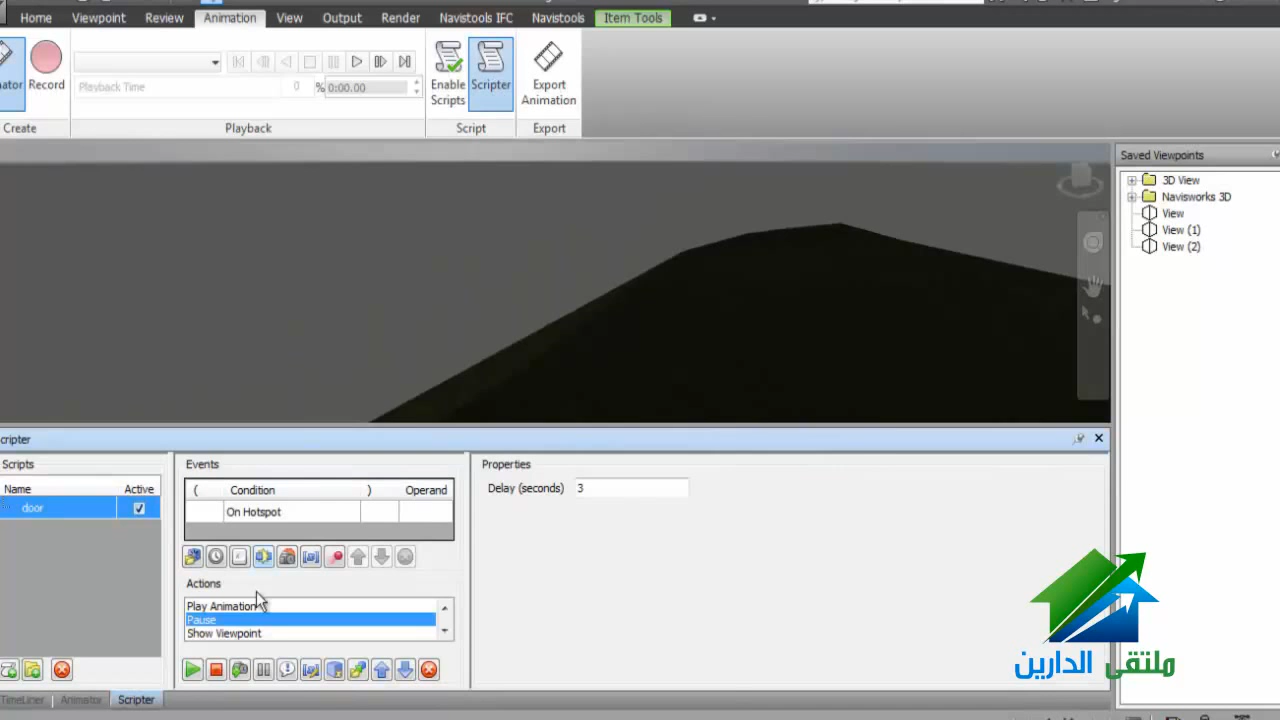 Home Viewpoint Review Animation View Output Render Navistools IFC Navistools Item Tools
Record
Enable Scripts
Scripter
Export Animation
Playback Time 0 % 0:00.00
Create Playback Script Export
Saved Viewpoints
3D View
Navisworks 3D
View
View (1)
View (2)
cripter
Scripts
Name Active
door
Events
( Condition ) Operand
On Hotspot
Actions
Play Animation
Pause
Show Viewpoint
Properties
Delay (seconds) 3
ملتقى الدارين
TimeLiner Animator Scripter